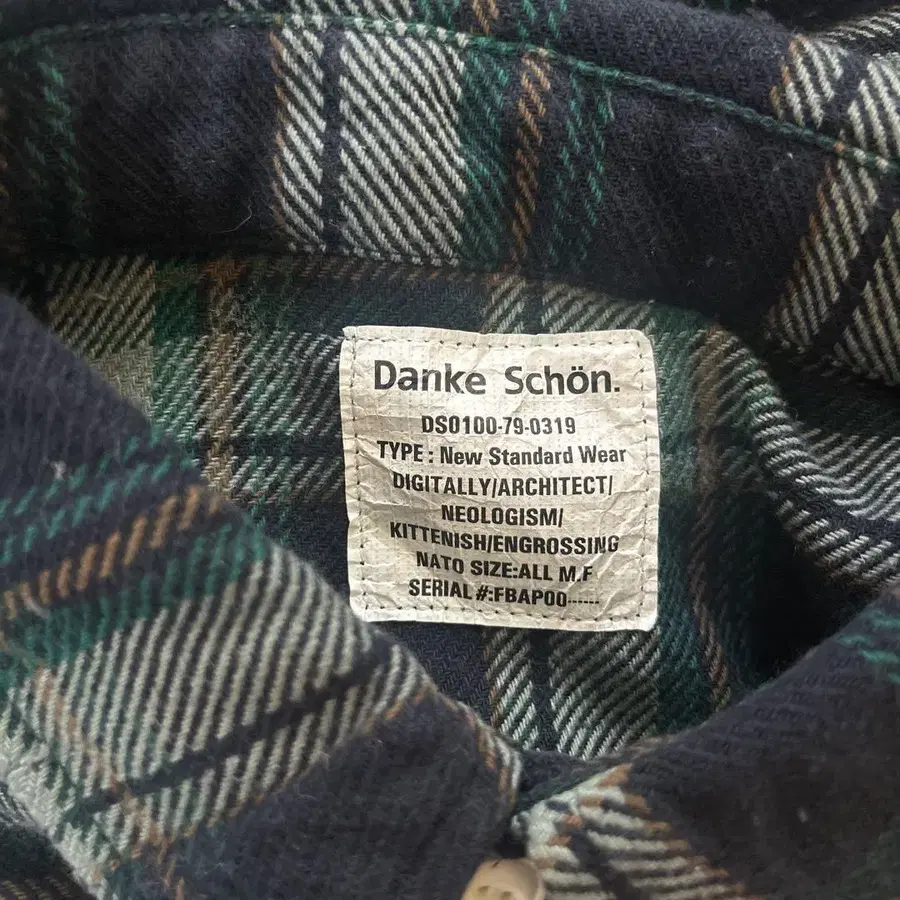 Danke Schön.
DS0100-79-0319
TYPE : New Standard Wear
DIGITALLY/ARCHITECT/
NEOLOGISM/
KITTENISH/ENGROSSING
NATO SIZE:ALL M.F
SERIAL #:FBAP00------